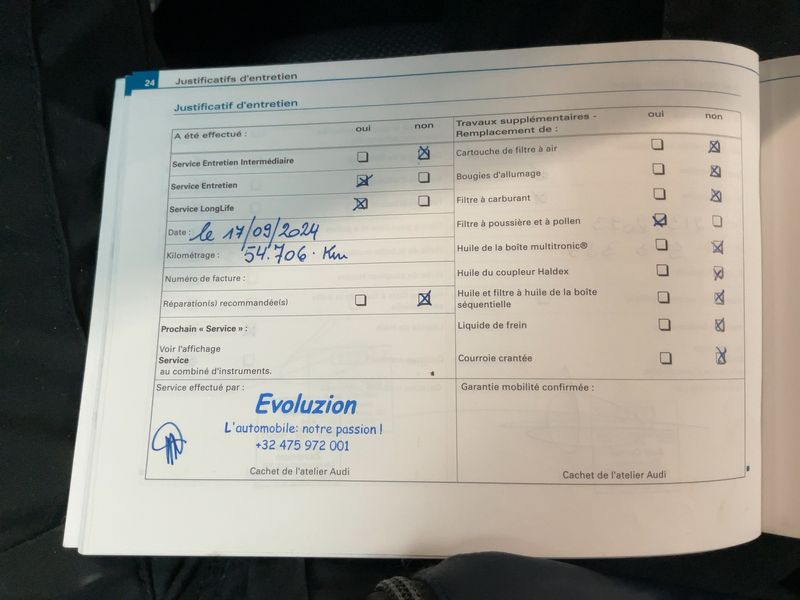 24 Justificatifs d'entretien
Justificatif d'entretien
A été effectué : oui non
Service Entretien Intermédiaire
Service Entretien
Service LongLife
Date : le 17/09/2024
Kilométrage : 54.706. Km
Numéro de facture :
Réparation(s) recommandée(s)
Prochain « Service » :
Voir l'affichage
Service
au combiné d'instruments.
Service effectué par :
Evoluzion
L'automobile: notre passion !
+32 475 972 001
Cachet de l'atelier Audi
Travaux supplémentaires - oui non
Remplacement de :
Cartouche de filtre à air
Bougies d'allumage
Filtre à carburant
Filtre à poussière et à pollen
Huile de la boîte multitronic®
Huile du coupleur Haldex
Huile et filtre à huile de la boîte
séquentielle
Liquide de frein
Courroie crantée
Garantie mobilité confirmée :
Cachet de l'atelier Audi